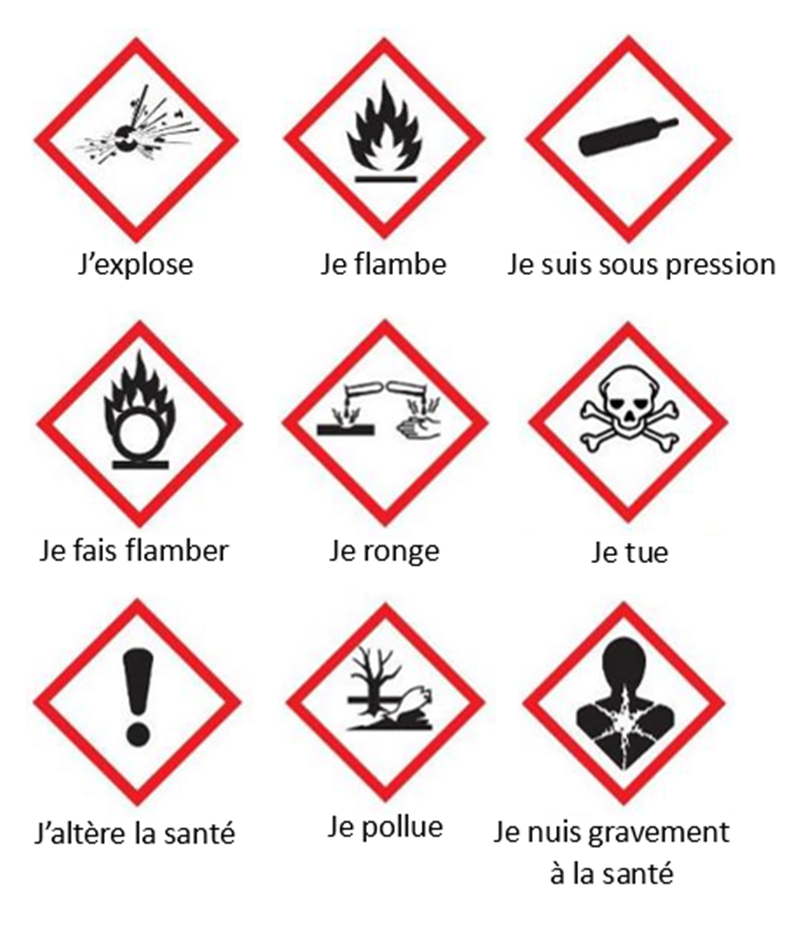 J’explose
Je flambe
Je suis sous pression
Je fais flamber
Je ronge
Je tue
J’altère la santé
Je pollue
Je nuis gravement
à la santé